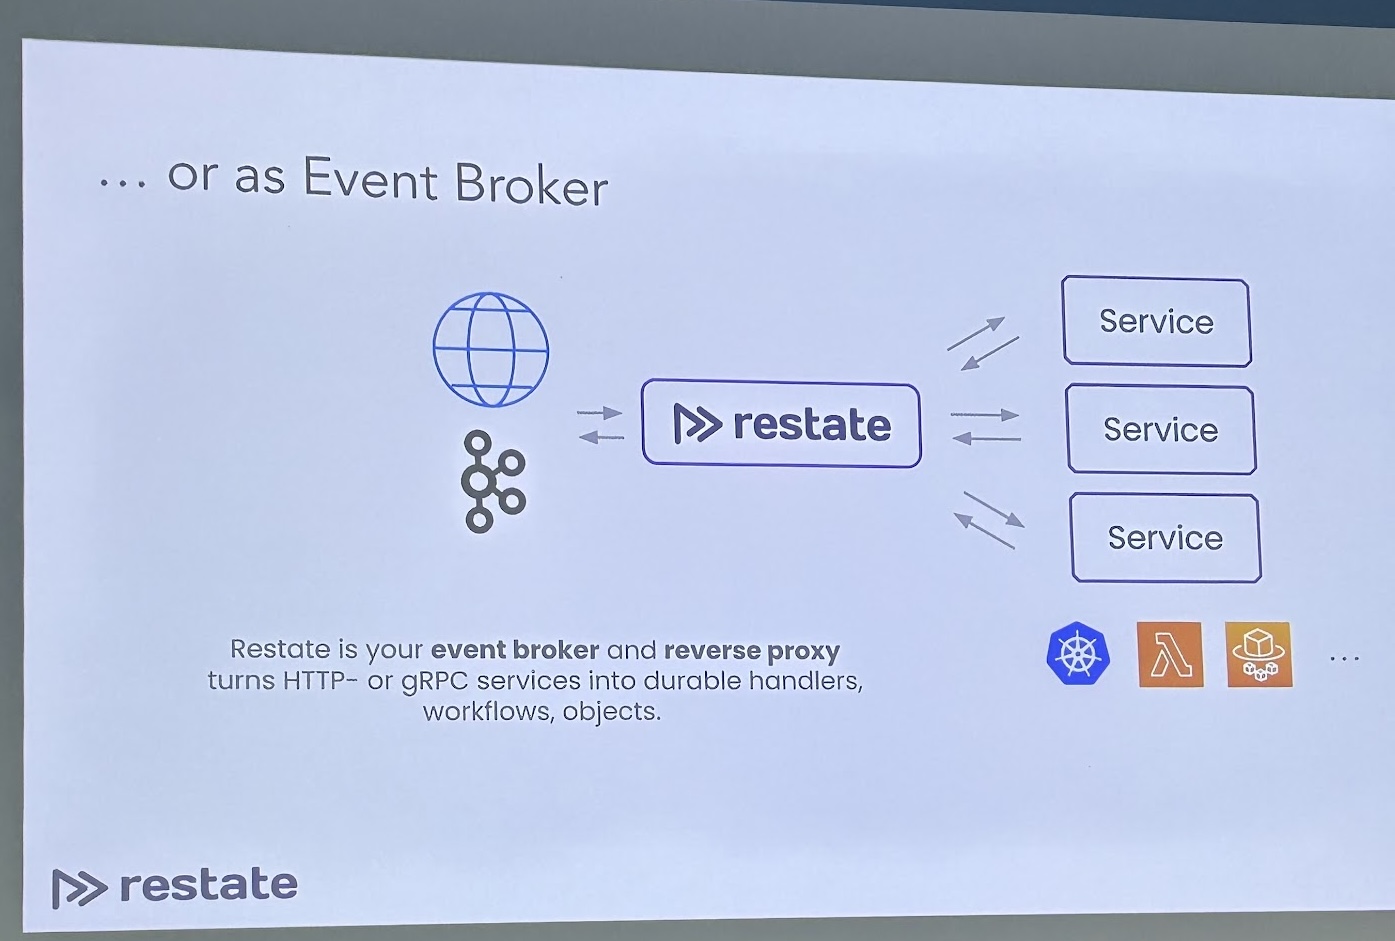 ... or as Event Broker
restate
Service
Service
Service
Restate is your event broker and reverse proxy
turns HTTP- or gRPC services into durable handlers,
workflows, objects.
...
restate